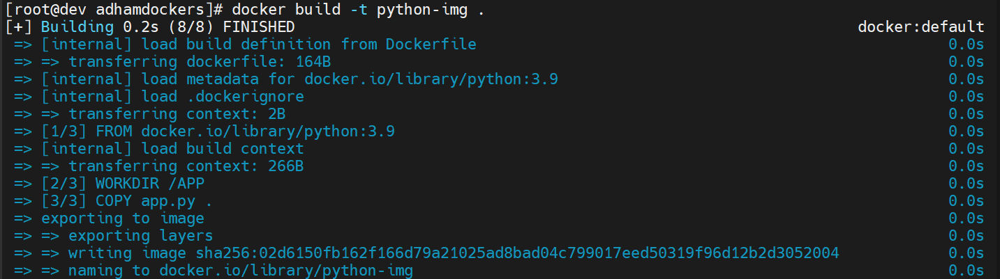 [root@dev adhamdockers]# docker build -t python-img .
[+] Building 0.2s (8/8) FINISHED docker:default
=> [internal] load build definition from Dockerfile 0.0s
=> => transferring dockerfile: 164B 0.0s
=> [internal] load metadata for docker.io/library/python:3.9 0.0s
=> [internal] load .dockerignore 0.0s
=> => transferring context: 2B 0.0s
=> [1/3] FROM docker.io/library/python:3.9 0.0s
=> [internal] load build context 0.0s
=> => transferring context: 266B 0.0s
=> [2/3] WORKDIR /APP 0.0s
=> [3/3] COPY app.py . 0.0s
=> exporting to image 0.0s
=> => exporting layers 0.0s
=> => writing image sha256:02d6150fb162f166d79a21025ad8bad04c799017eed50319f96d12b2d3052004 0.0s
=> => naming to docker.io/library/python-img 0.0s